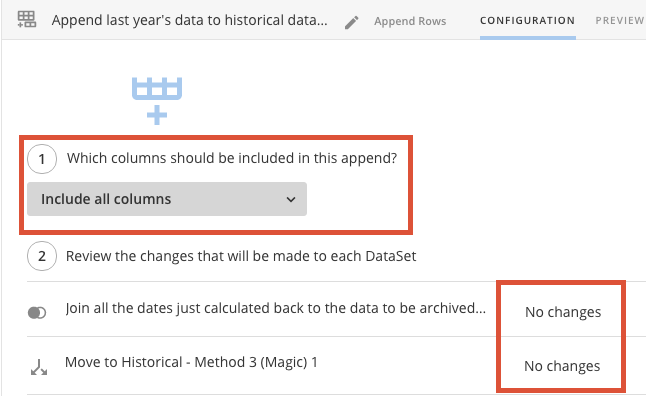 Append last year's data to historical data... Append Rows CONFIGURATION PREVIEW
1 Which columns should be included in this append?
Include all columns
2 Review the changes that will be made to each DataSet
Join all the dates just calculated back to the data to be archived... No changes
Move to Historical - Method 3 (Magic) 1 No changes